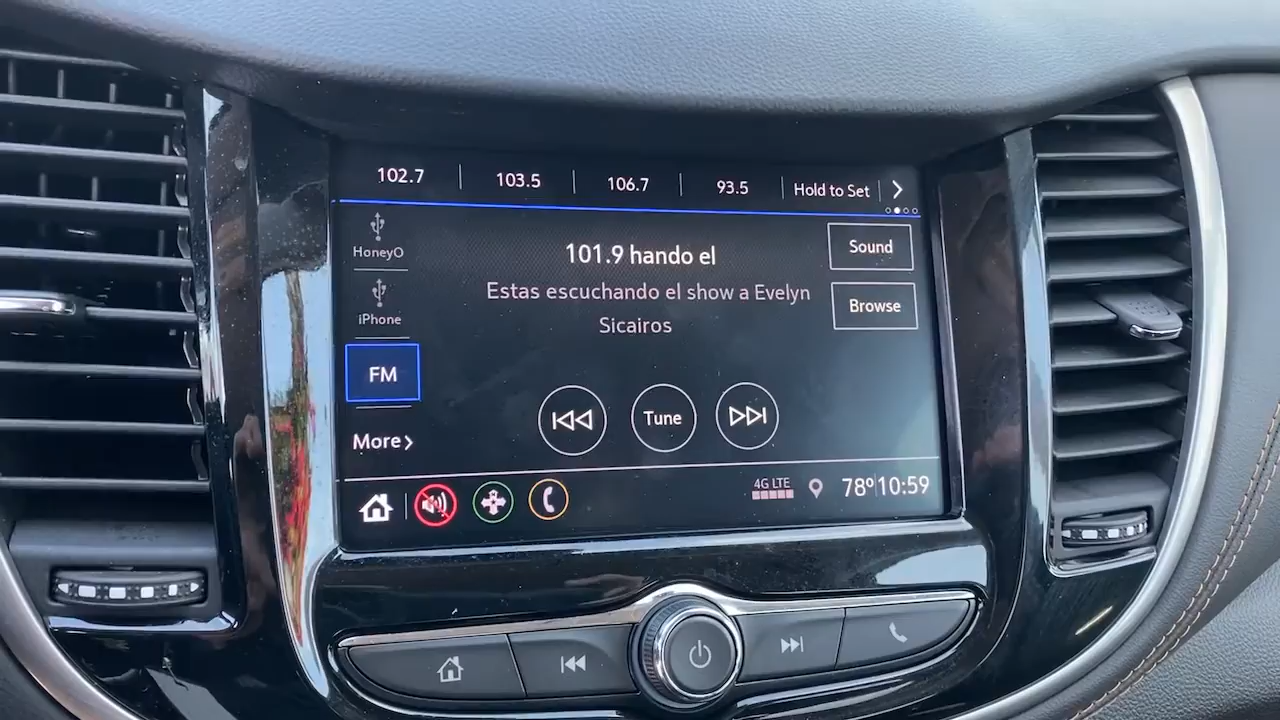 102.7 103.5 106.7 93.5 Hold to Set
HoneyO
iPhone
FM
More
101.9 hando el
Estas escuchando el show a Evelyn
Sicairos
Sound
Browse
Tune
4G LTE
78° 10:59